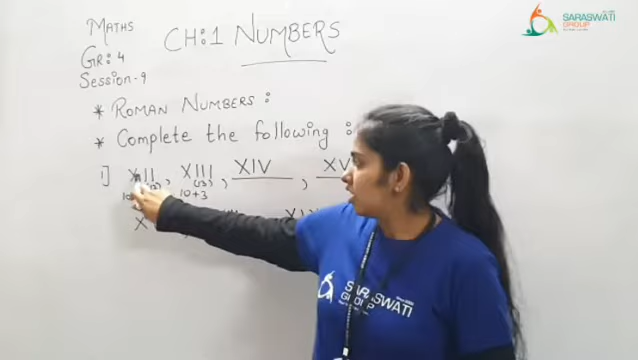 MATHS
CH:1 NUMBERS
GR:4
Session-9
* ROMAN NUMBERS:
* Complete the following :
i] XII, XIII, XIV, XV
(13)
10+3
X
SARASWATI
GROUP
SARASWATI
GROUP